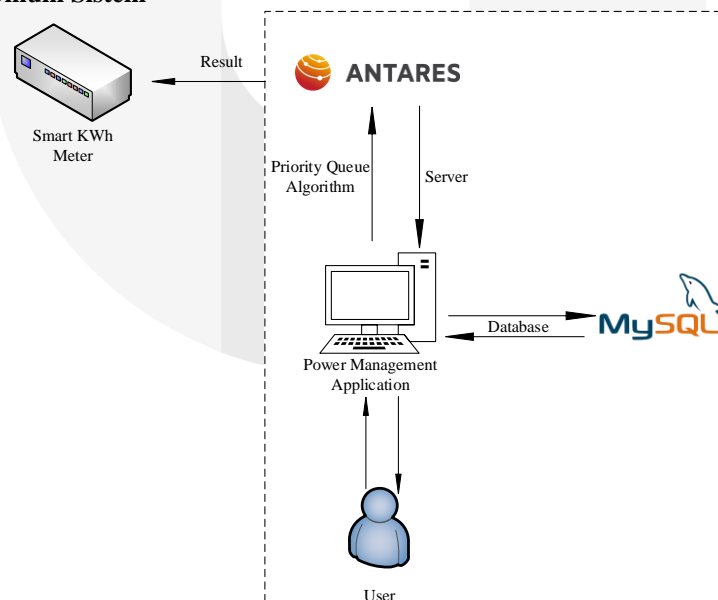 Result
ANTARES
Smart KWh
Meter
Priority Queue
Algorithm
Server
Database
MySQL
Power Management
Application
User